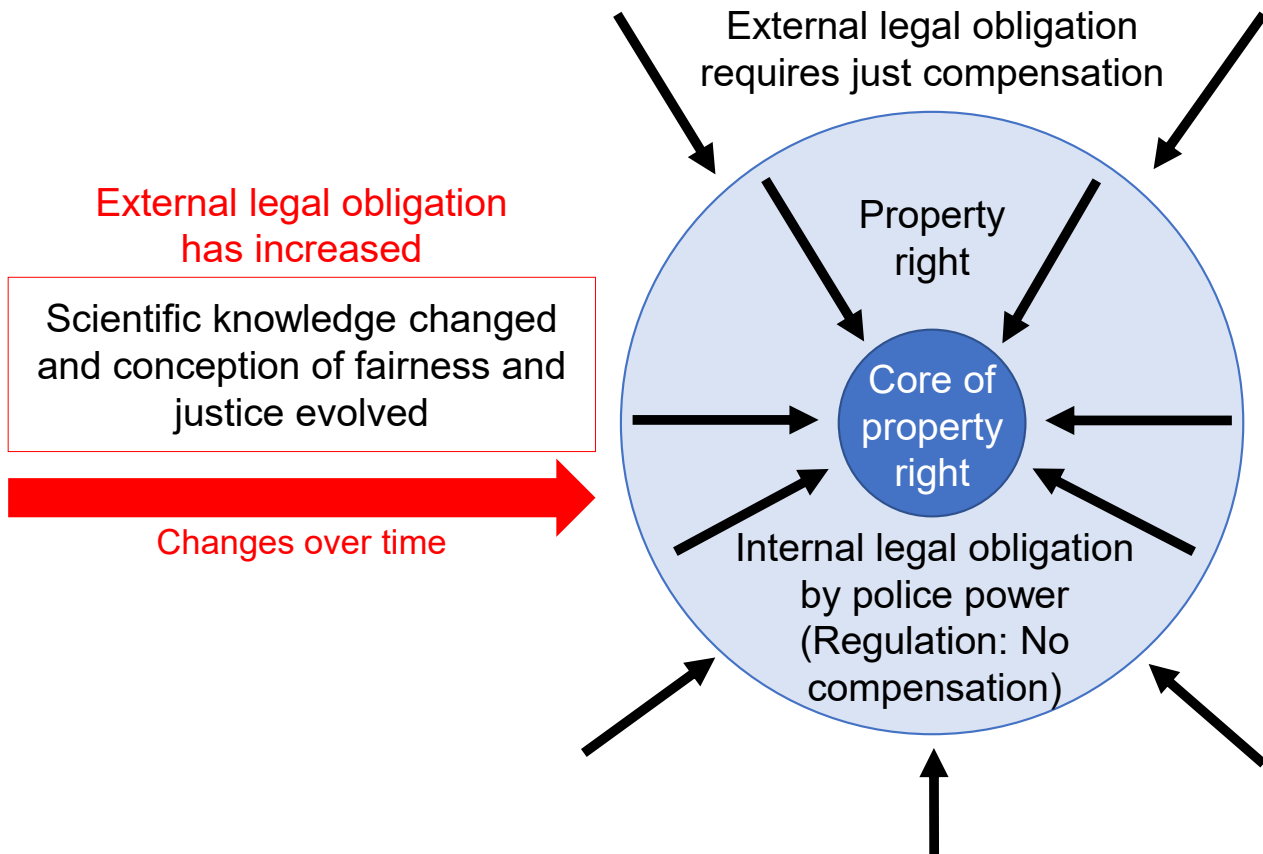 External legal obligation
requires just compensation
External legal obligation
has increased
Scientific knowledge changed
and conception of fairness and
justice evolved
Changes over time
Property
right
Core of
property
right
Internal legal obligation
by police power
(Regulation: No
compensation)